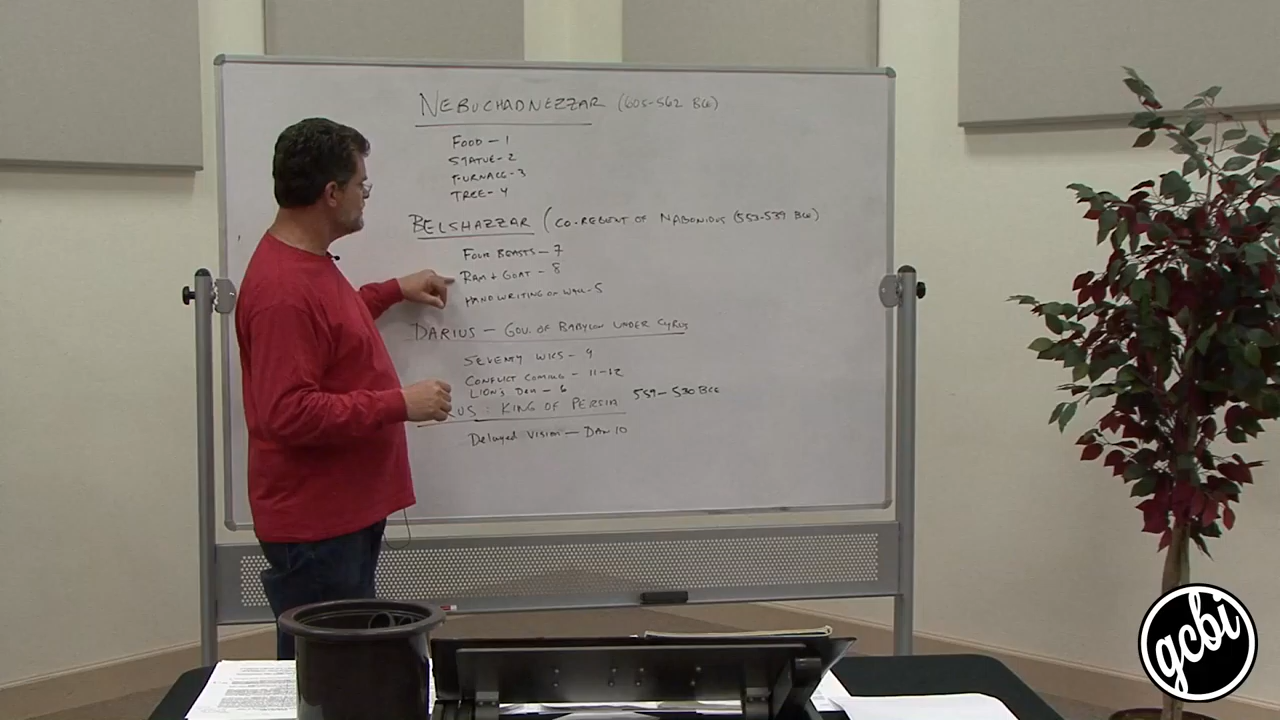 NEBUCHADNEZZAR (605-562 BCE)
FOOD - 1
STATUE - 2
FURNACE - 3
TREE - 4
BELSHAZZAR (CO-REGENT OF NABONIDUS (553-539 BCE)
FOUR BEASTS - 7
RAM + GOAT - 8
HANDWRITING ON WALL - 5
DARIUS - GOV. OF BABYLON UNDER CYRUS
SEVENTY WKS - 9
CONFLICT COMING - 11-12
LION'S DEN - 6
RUS : KING OF PERSIA 539-530 BCE
Delayed Vision - DAN 10
gcbi